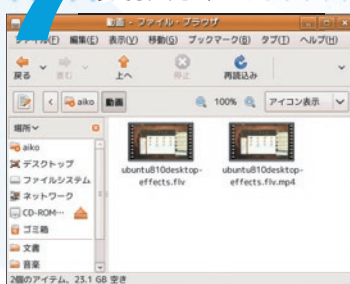 動画 - ファイル・ブラウザ
ファイル(F) 編集(E) 表示(V) 移動(G) ブックマーク(B) タブ(T) ヘルプ(H)
戻る 進む 上へ 停止 再読込み
aiko 動画 100% アイコン表示
場所
aiko
デスクトップ
ファイルシステム
ネットワーク
CD-ROM…
ゴミ箱
文書
音楽
ubuntu810desktop-
effects.flv
ubuntu810desktop-
effects.flv.mp4
2個のアイテム、23.1 GB 空き